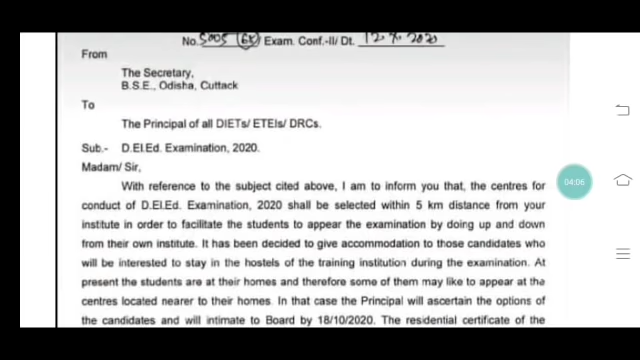 No. 5005 (68) Exam. Conf.-II/ Dt. 12.X.2020
From
The Secretary,
B.S.E., Odisha, Cuttack
To
The Principal of all DIETs/ ETEIs/ DRCs.
Sub.- D.El.Ed. Examination, 2020.
Madam/ Sir,
With reference to the subject cited above, I am to inform you that, the centres for
conduct of D.El.Ed. Examination, 2020 shall be selected within 5 km distance from your
institute in order to facilitate the students to appear the examination by doing up and down
from their own institute. It has been decided to give accommodation to those candidates who
will be interested to stay in the hostels of the training institution during the examination. At
present the students are at their homes and therefore some of them may like to appear at the
centres located nearer to their homes. In that case the Principal will ascertain the options of
the candidates and will intimate to Board by 18/10/2020. The residential certificate of the
04:06